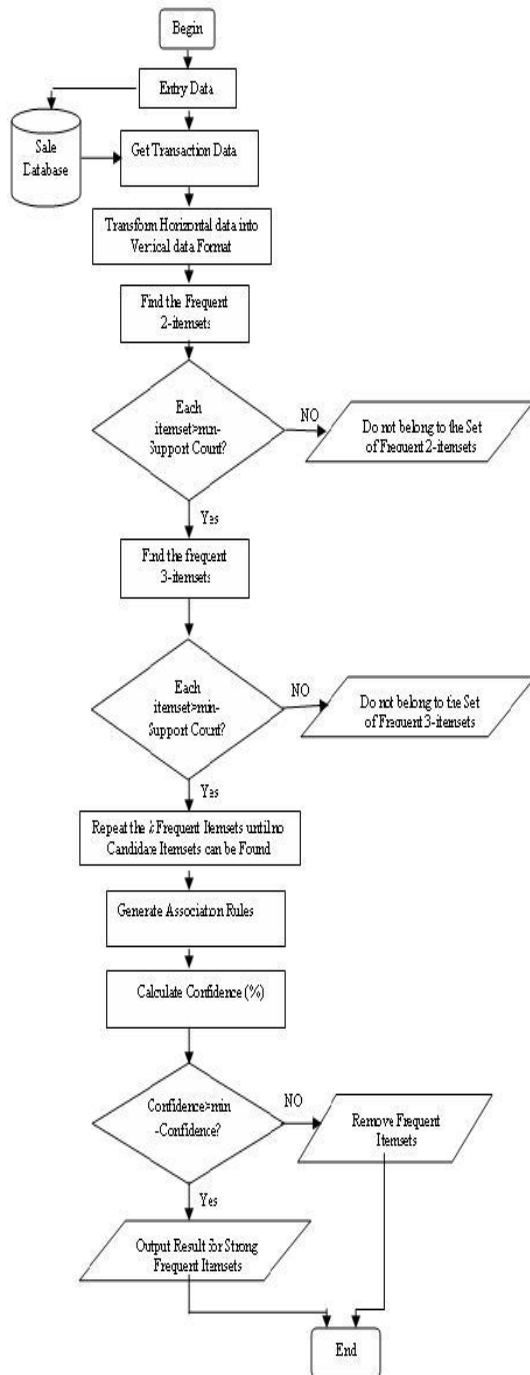 Begin
Entry Data
Sale
Database
Get Transaction Data
Transform Horizontal data into
Vertical data Format
Find the Frequent
2-itemsets
Each
itemset>min-
Support Count?
NO
Do not belong to the Set
of Frequent 2-itemsets
Yes
Find the frequent
3-itemsets
Each
itemset>min-
Support Count?
NO
Do not belong to the Set
of Frequent 3-itemsets
Yes
Repeat the k Frequent Itemsets until no
Candidate Itemsets can be Found
Generate Association Rules
Calculate Confidence (%)
Confidence>min
-Confidence?
NO
Remove Frequent
Itemsets
Yes
Output Result for Strong
Frequent Itemsets
End